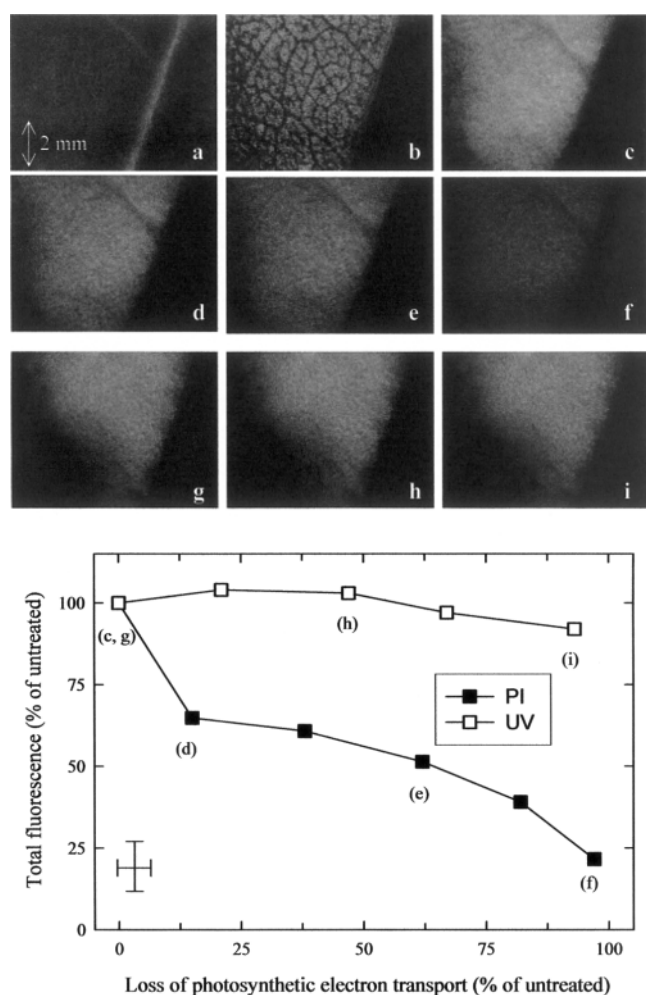 2 mm
a
b
c
d
e
f
g
h
i
Total fluorescence (% of untreated)
100
75
50
25
0
(c, g)
(h)
(i)
(d)
(e)
(f)
PI
UV
0
25
50
75
100
Loss of photosynthetic electron transport (% of untreated)